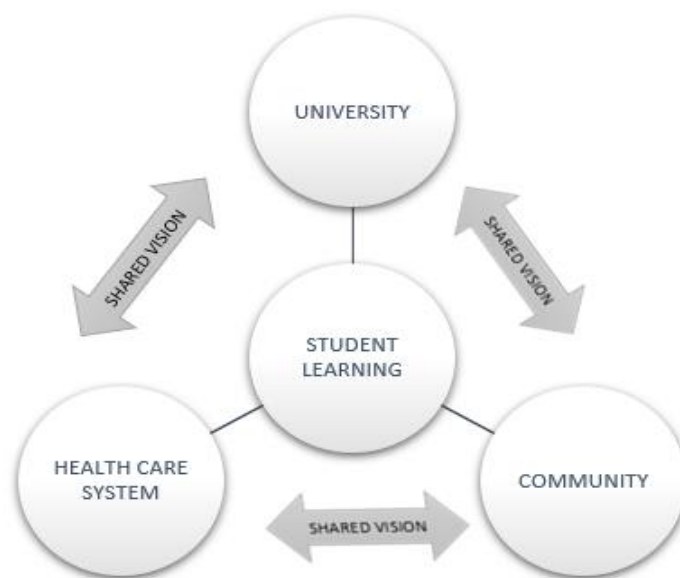 UNIVERSITY
SHARED VISION
SHARED VISION
STUDENT
LEARNING
HEALTH CARE
SYSTEM
COMMUNITY
SHARED VISION